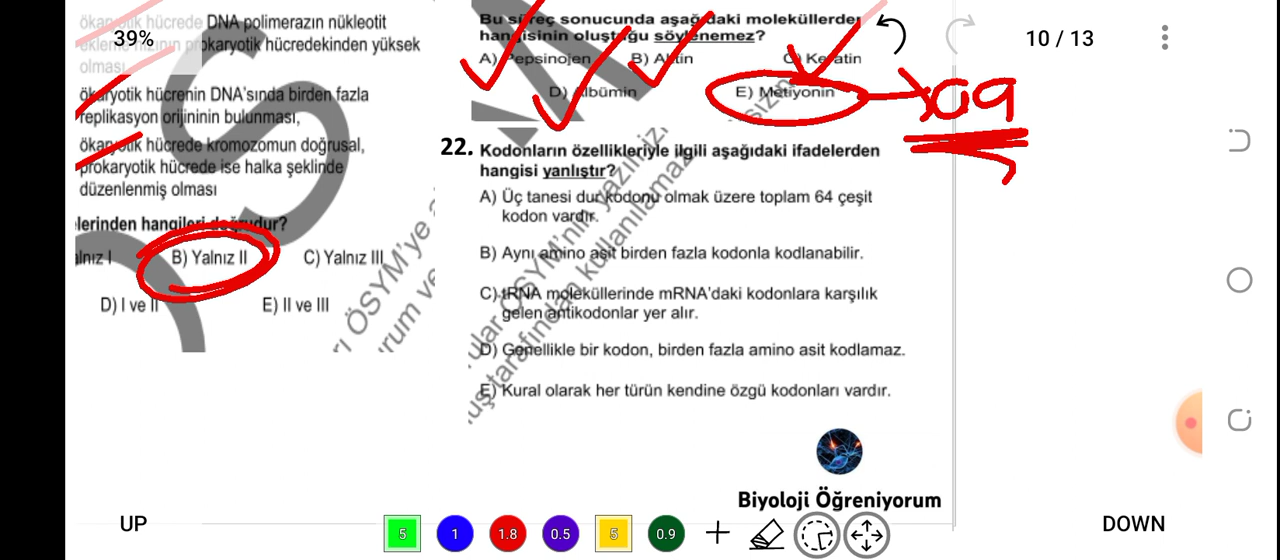 39%
10 / 13
ökaryotik hücrede DNA polimerazın nükleotit
ekleme hızının prokaryotik hücredekinden yüksek
olması
ökaryotik hücrenin DNA'sında birden fazla
replikasyon orijininin bulunması,
ökaryotik hücrede kromozomun doğrusal,
prokaryotik hücrede ise halka şeklinde
düzenlenmiş olması
lerinden hangileri doğrudur?
alnız I
B) Yalnız II
C) Yalnız III
D) I ve II
E) II ve III
Bu süreç sonucunda aşağıdaki moleküllerden
hangisinin oluştuğu söylenemez?
A) Pepsinojen
B) Aktin
C) Keratin
D) Albümin
E) Metiyonin
22. Kodonların özellikleriyle ilgili aşağıdaki ifadelerden
hangisi yanlıştır?
A) Üç tanesi dur kodonu olmak üzere toplam 64 çeşit
kodon vardır.
B) Aynı amino asit birden fazla kodonla kodlanabilir.
C) tRNA moleküllerinde mRNA'daki kodonlara karşılık
gelen antikodonlar yer alır.
D) Genellikle bir kodon, birden fazla amino asit kodlamaz.
E) Kural olarak her türün kendine özgü kodonları vardır.
Biyoloji Öğreniyorum
UP
5
1
1.8
0.5
5
0.9
DOWN